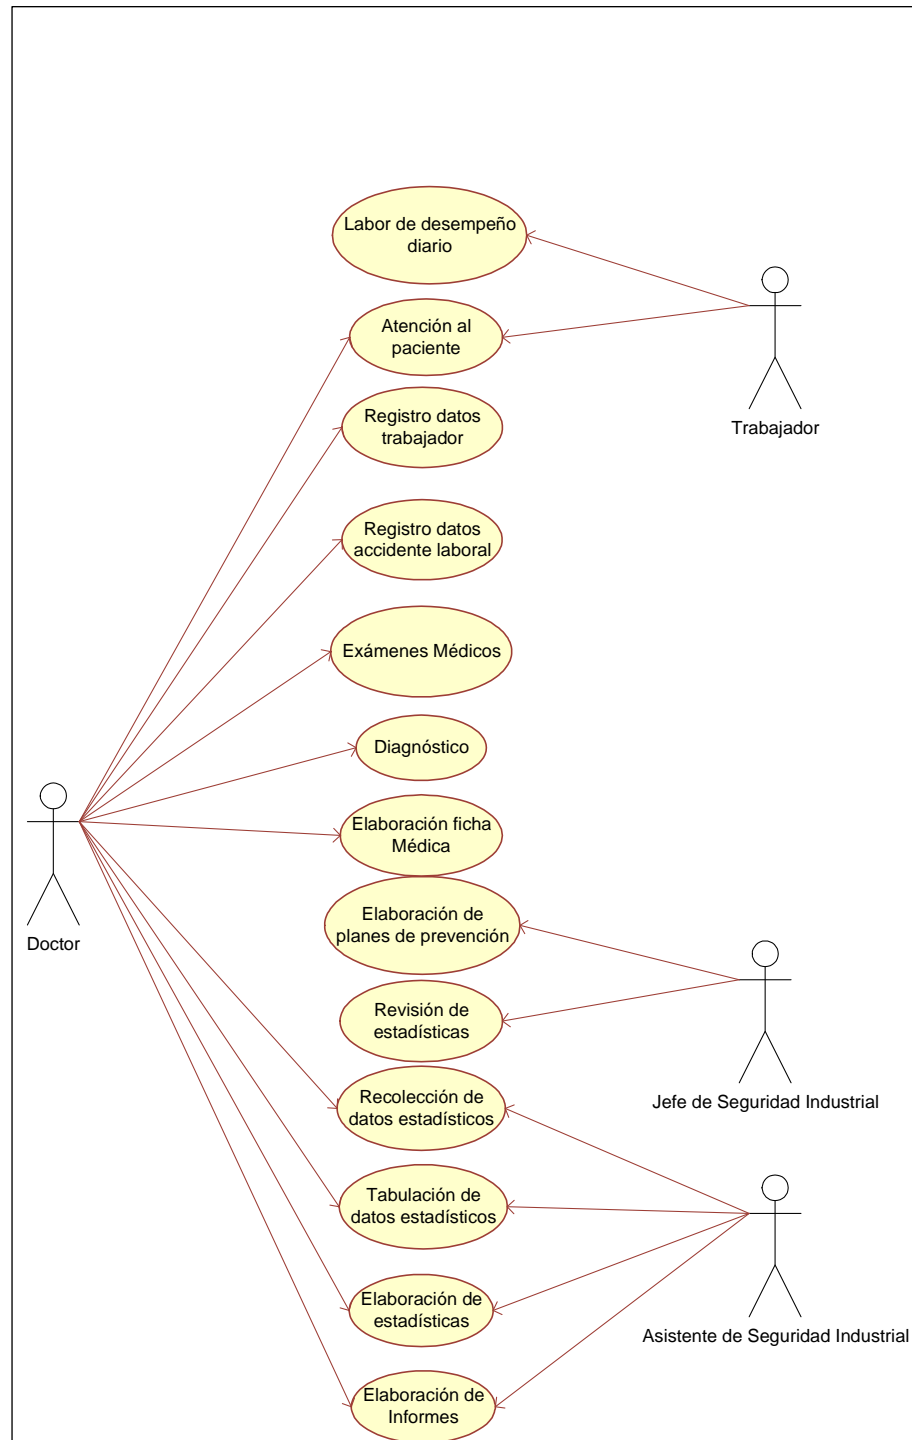 Labor de desempeño
diario
Atención al
paciente
Registro datos
trabajador
Trabajador
Registro datos
accidente laboral
Exámenes Médicos
Diagnóstico
Elaboración ficha
Médica
Elaboración de
planes de prevención
Doctor
Revisión de
estadísticas
Recolección de
datos estadísticos
Jefe de Seguridad Industrial
Tabulación de
datos estadísticos
Elaboración de
estadísticas
Asistente de Seguridad Industrial
Elaboración de
Informes